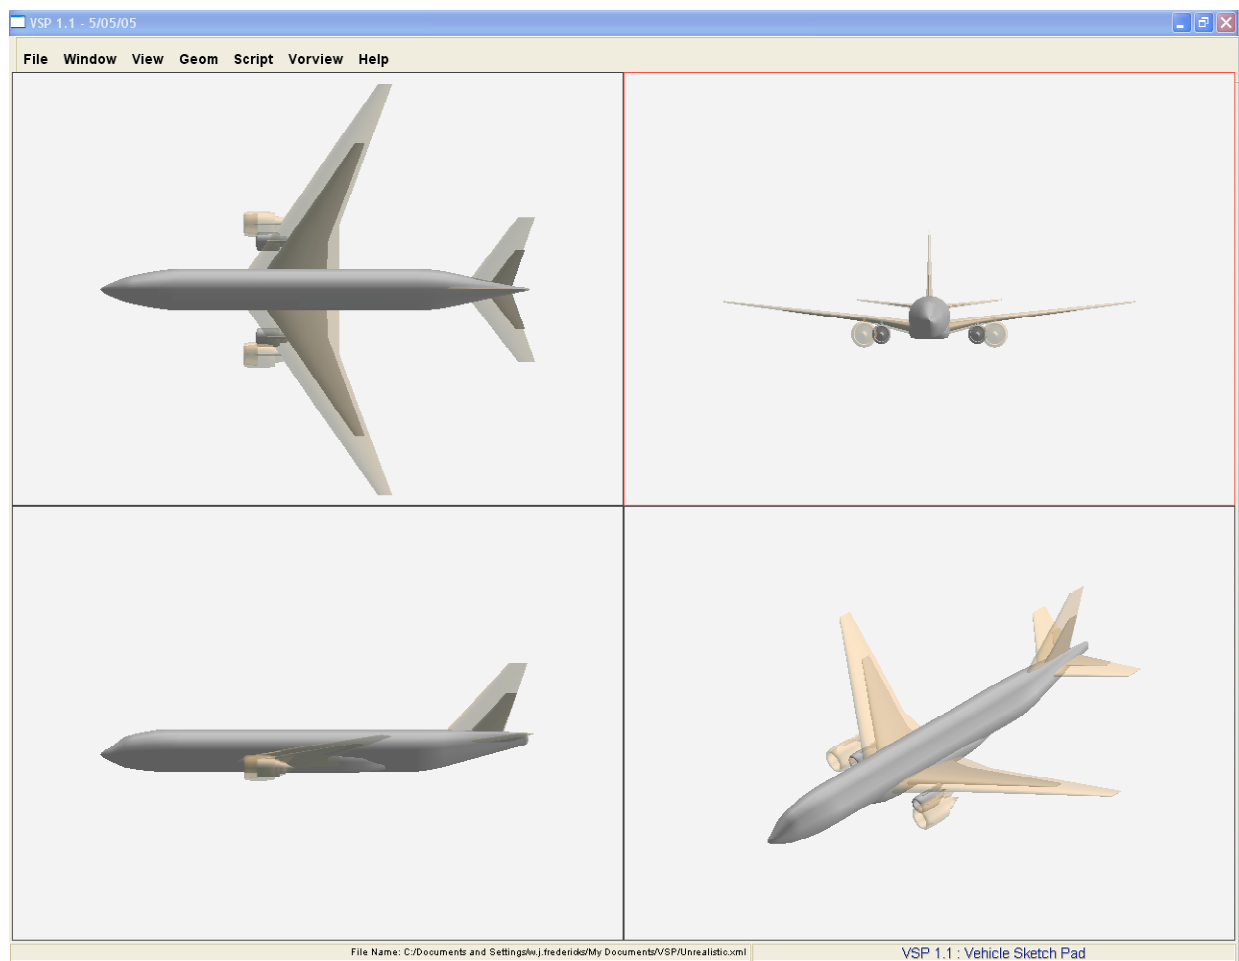 VSP 1.1 - 5/05/05
File Window View Geom Script Vorview Help
File Name: C:/Documents and Settings/w.j.fredericks/My Documents/VSP/Unrealistic.xml
VSP 1.1 : Vehicle Sketch Pad